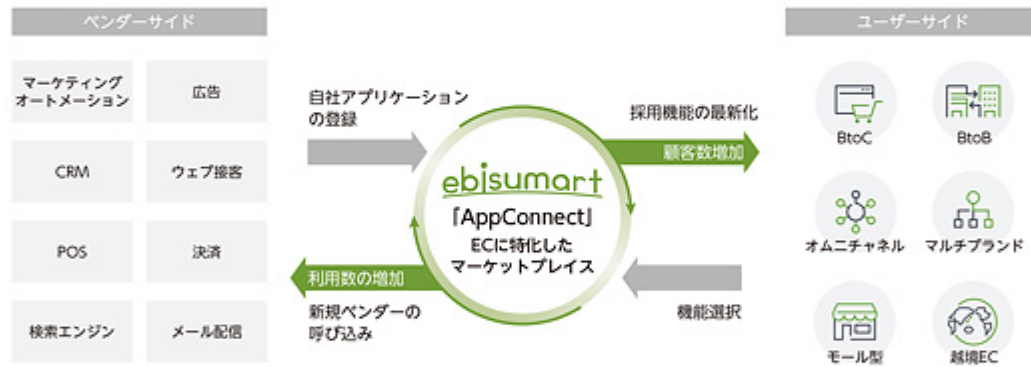 ベンダーサイド
マーケティング
オートメーション
広告
CRM
ウェブ接客
POS
決済
検索エンジン
メール配信
自社アプリケーション
の登録
利用数の増加
新規ベンダーの
呼び込み
ebisumart
「AppConnect」
ECに特化した
マーケットプレイス
採用機能の最新化
顧客数増加
機能選択
ユーザーサイド
BtoC
BtoB
オムニチャネル
マルチブランド
モール型
越境EC